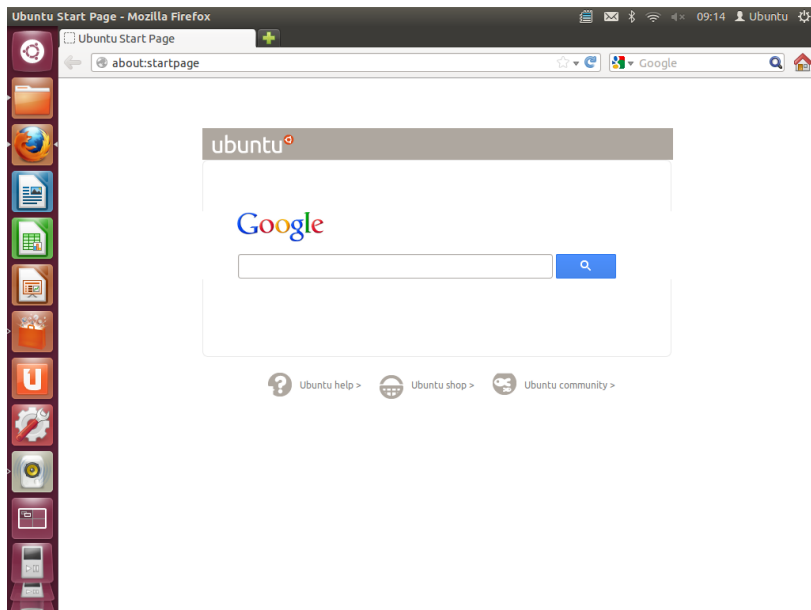 Ubuntu Start Page - Mozilla Firefox 09:14 Ubuntu
Ubuntu Start Page
about:startpage Google
ubuntu
Google
Ubuntu help > Ubuntu shop > Ubuntu community >